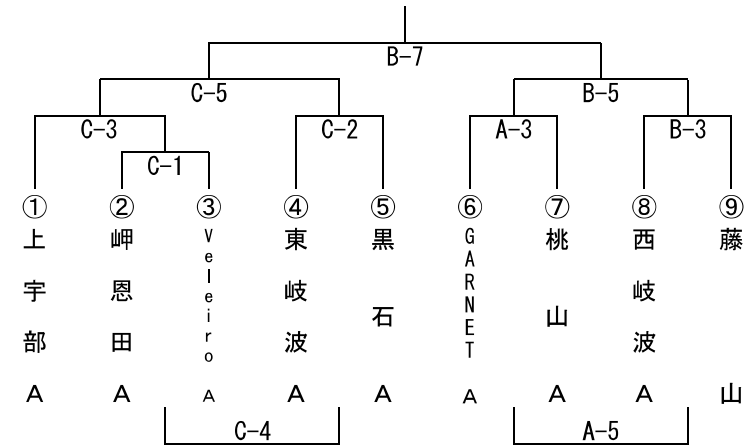 B-7
C-5
B-5
C-3
C-2
A-3
B-3
C-1
①
②
③
④
⑤
⑥
⑦
⑧
⑨
上宇部A
岬恩田A
VeleiroA
東岐波A
黒石A
GARNETA
桃山A
西岐波A
藤山
C-4
A-5